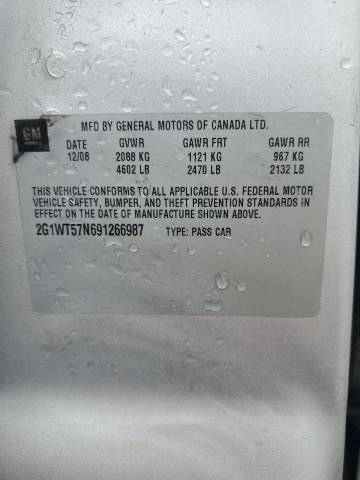 GM
MFD BY GENERAL MOTORS OF CANADA LTD.
DATE GVWR GAWR FRT GAWR RR
12/08 2088 KG 1121 KG 967 KG
4602 LB 2470 LB 2132 LB
THIS VEHICLE CONFORMS TO ALL APPLICABLE U.S. FEDERAL MOTOR
VEHICLE SAFETY, BUMPER, AND THEFT PREVENTION STANDARDS IN
EFFECT ON THE DATE OF MANUFACTURE SHOWN ABOVE.
2G1WT57N691266987 TYPE: PASS CAR